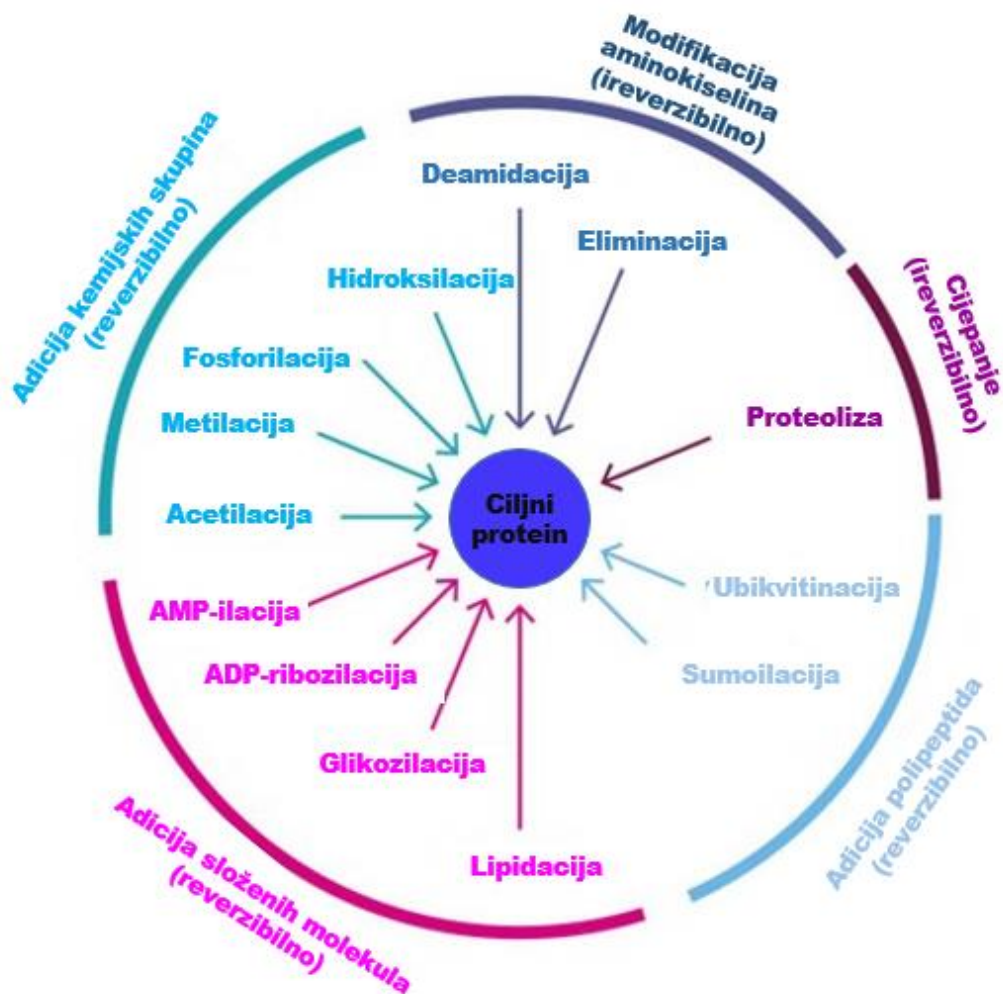 Modifikacija
aminokiselina
(ireverzibilno)
Adicija kemijskih skupina
(reverzibilno)
Deamidacija
Eliminacija
Hidroksilacija
Cijepanje
(ireverzibilno)
Fosforilacija
Metilacija
Proteoliza
Acetilacija
Ciljni
protein
AMP-ilacija
Ubikvitinacija
ADP-ribozilacija
Sumoilacija
Glikozilacija
Lipidacija
Adicija polipeptida
(reverzibilno)
Adicija složenih molekula
(reverzibilno)